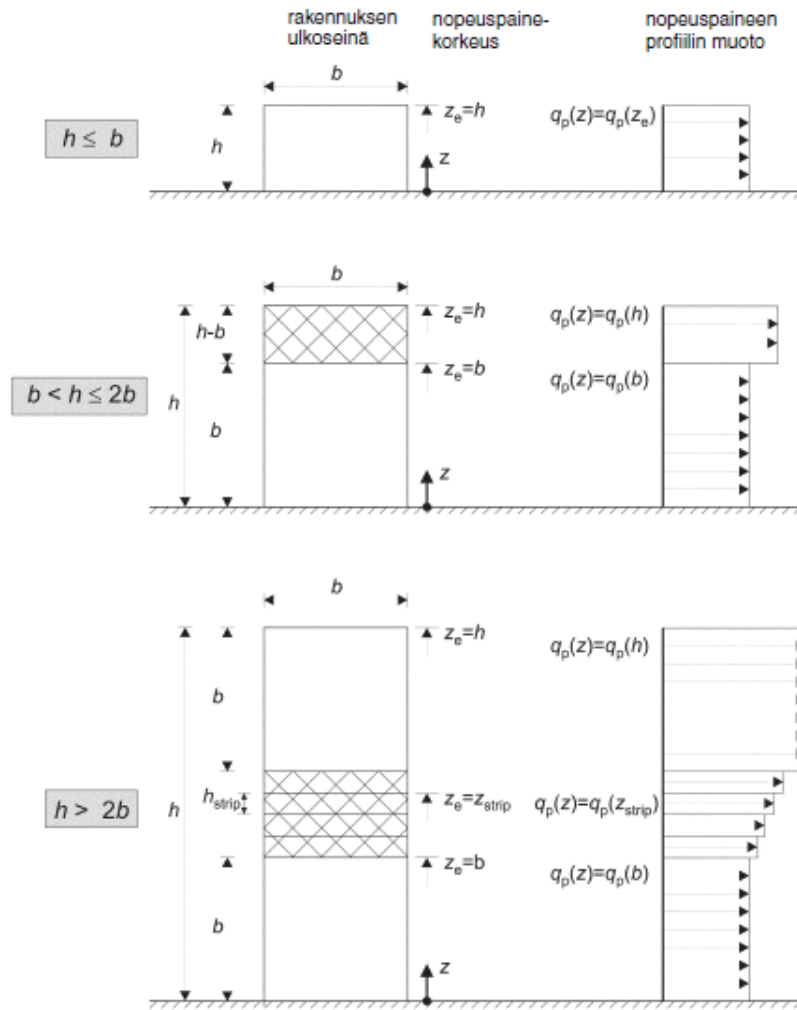 rakennuksen ulkoseinä
nopeuspaine-korkeus
nopeuspaineen profiilin muoto
h ≤ b
b
h
z_e=h
z
q_p(z)=q_p(z_e)
b < h ≤ 2b
b
h
h-b
b
z_e=h
z_e=b
z
q_p(z)=q_p(h)
q_p(z)=q_p(b)
h > 2b
b
h
b
h_strip
b
z_e=h
z_e=z_strip
z_e=b
z
q_p(z)=q_p(h)
q_p(z)=q_p(z_strip)
q_p(z)=q_p(b)